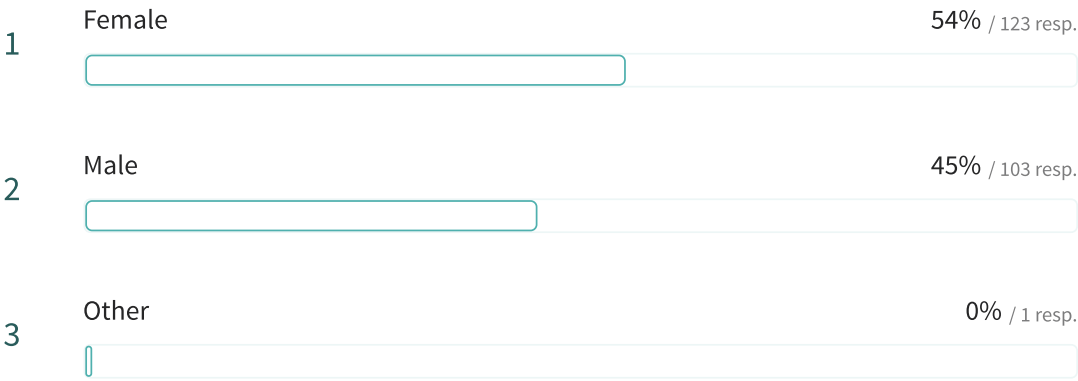 1
Female 54% / 123 resp.
2
Male 45% / 103 resp.
3
Other 0% / 1 resp.